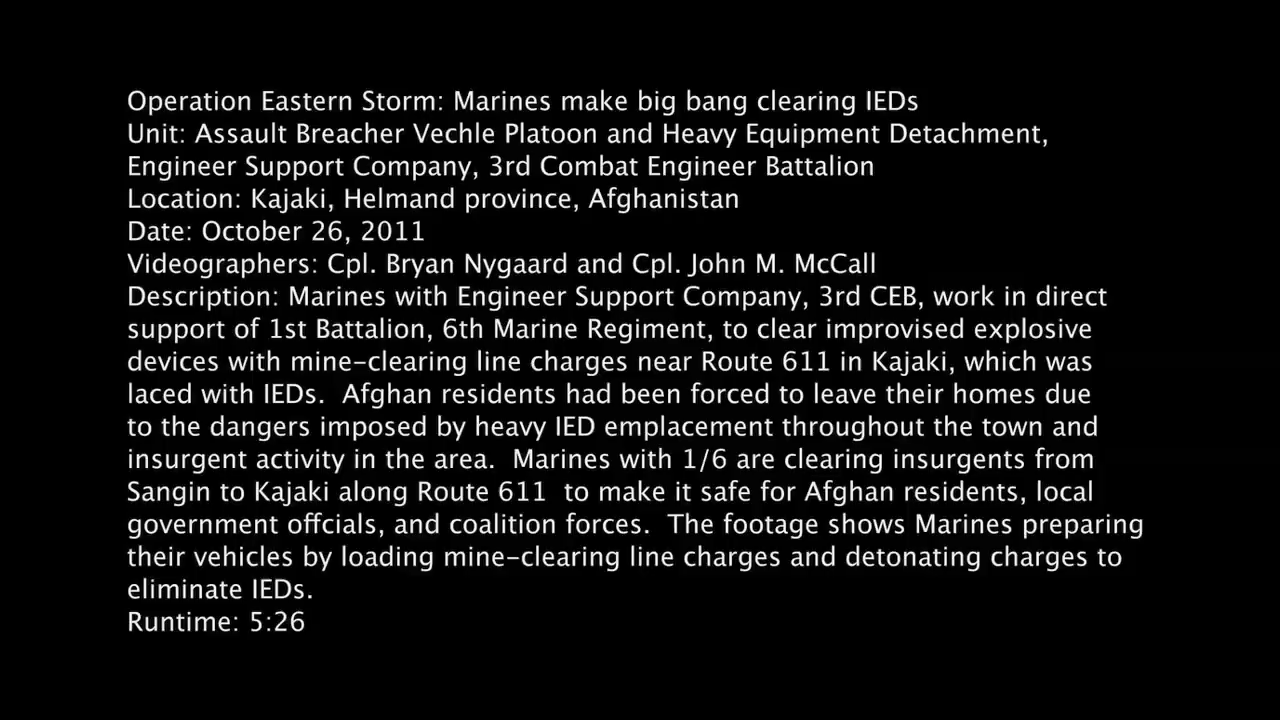 Operation Eastern Storm: Marines make big bang clearing IEDs
Unit: Assault Breacher Vechle Platoon and Heavy Equipment Detachment,
Engineer Support Company, 3rd Combat Engineer Battalion
Location: Kajaki, Helmand province, Afghanistan
Date: October 26, 2011
Videographers: Cpl. Bryan Nygaard and Cpl. John M. McCall
Description: Marines with Engineer Support Company, 3rd CEB, work in direct
support of 1st Battalion, 6th Marine Regiment, to clear improvised explosive
devices with mine-clearing line charges near Route 611 in Kajaki, which was
laced with IEDs.  Afghan residents had been forced to leave their homes due
to the dangers imposed by heavy IED emplacement throughout the town and
insurgent activity in the area.  Marines with 1/6 are clearing insurgents from
Sangin to Kajaki along Route 611  to make it safe for Afghan residents, local
government offcials, and coalition forces.  The footage shows Marines preparing
their vehicles by loading mine-clearing line charges and detonating charges to
eliminate IEDs.
Runtime: 5:26